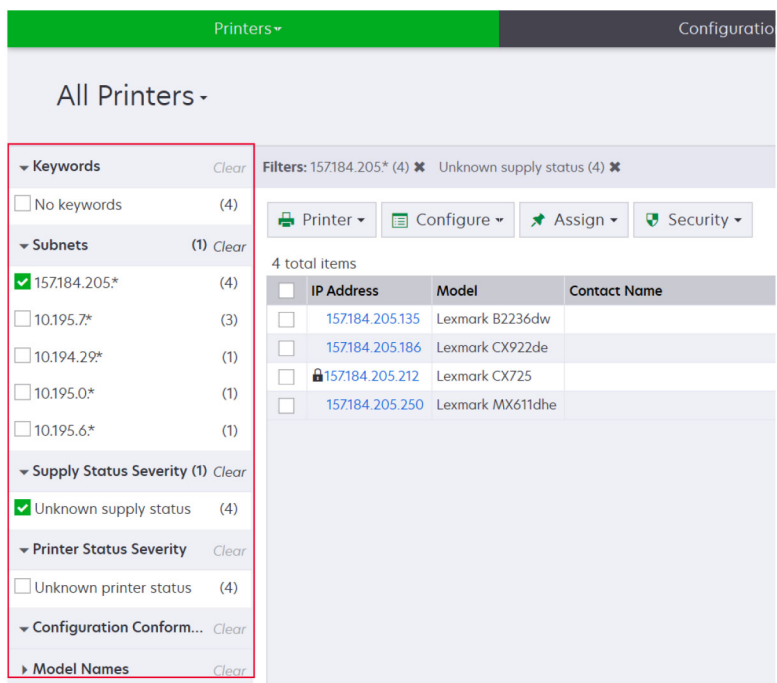 Printers
Configuratio
All Printers
Keywords Clear
No keywords (4)
Subnets (1) Clear
157.184.205.* (4)
10.195.7.* (3)
10.194.29.* (1)
10.195.0.* (1)
10.195.6.* (1)
Supply Status Severity (1) Clear
Unknown supply status (4)
Printer Status Severity Clear
Unknown printer status (4)
Configuration Conform... Clear
Model Names Clear
Filters: 157.184.205.* (4) ✖ Unknown supply status (4) ✖
Printer Configure Assign Security
4 total items
IP Address Model Contact Name
157.184.205.135 Lexmark B2236dw
157.184.205.186 Lexmark CX922de
157.184.205.212 Lexmark CX725
157.184.205.250 Lexmark MX611dhe